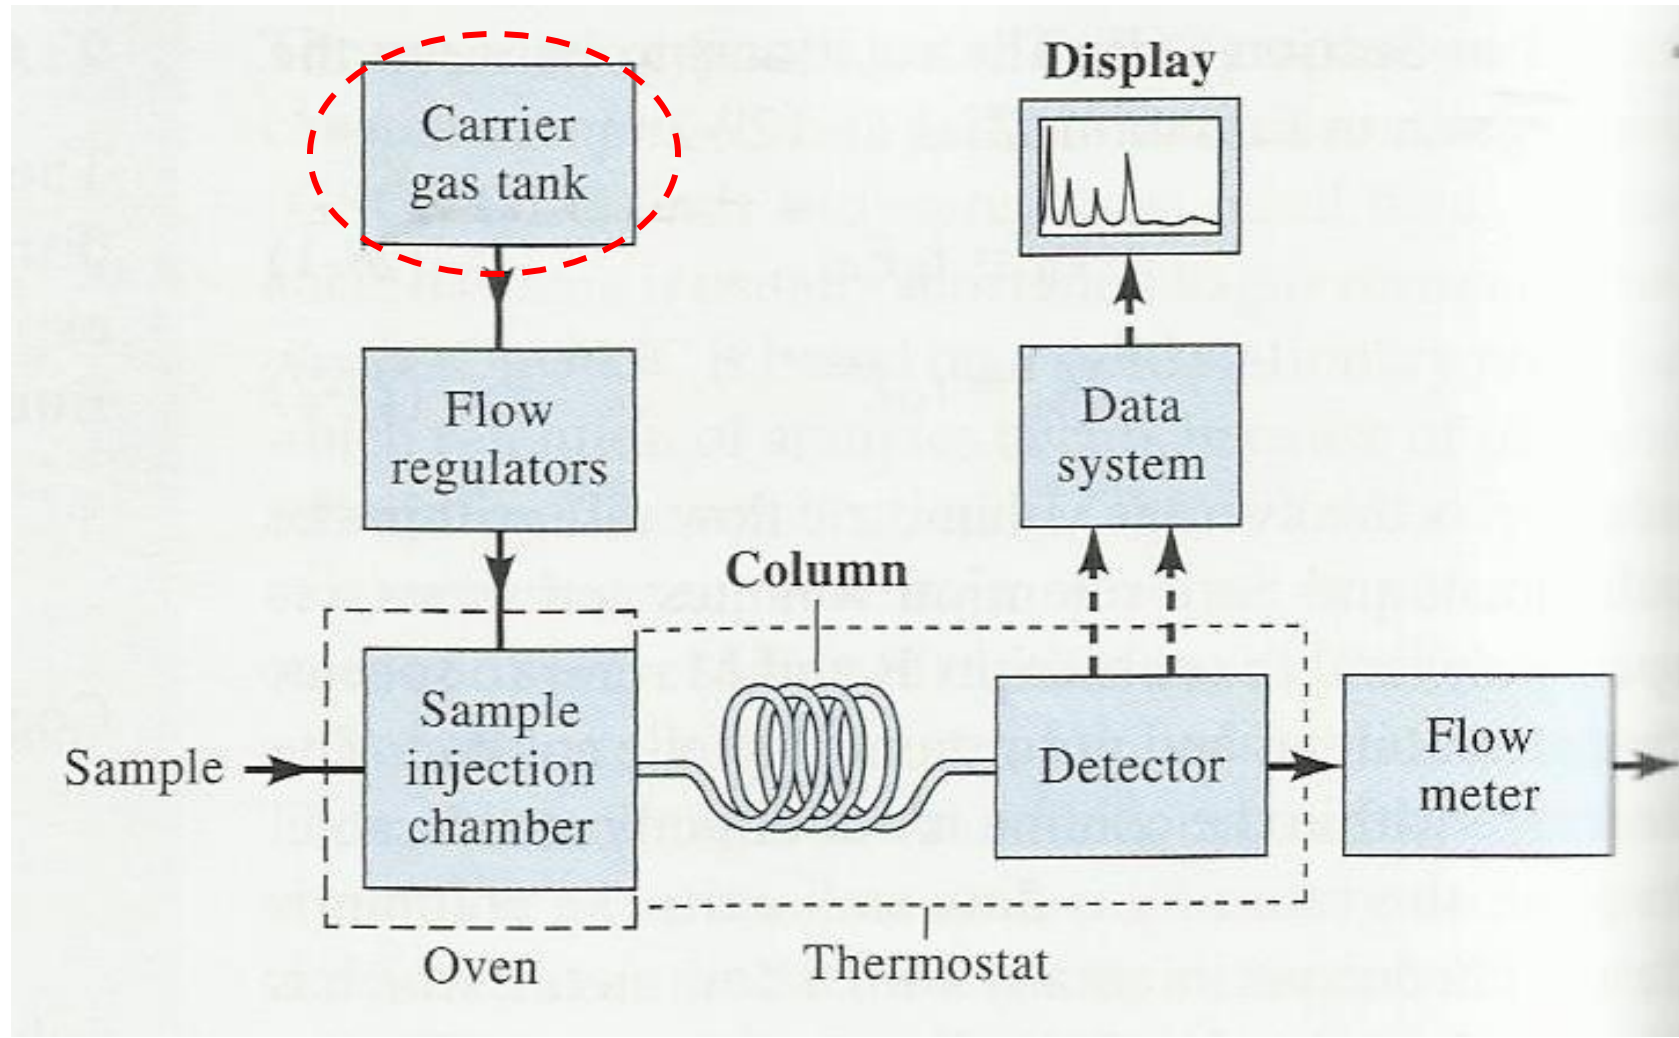 Carrier
gas tank
Display
Flow
regulators
Data
system
Column
Sample
Sample
injection
chamber
Detector
Flow
meter
Oven
Thermostat